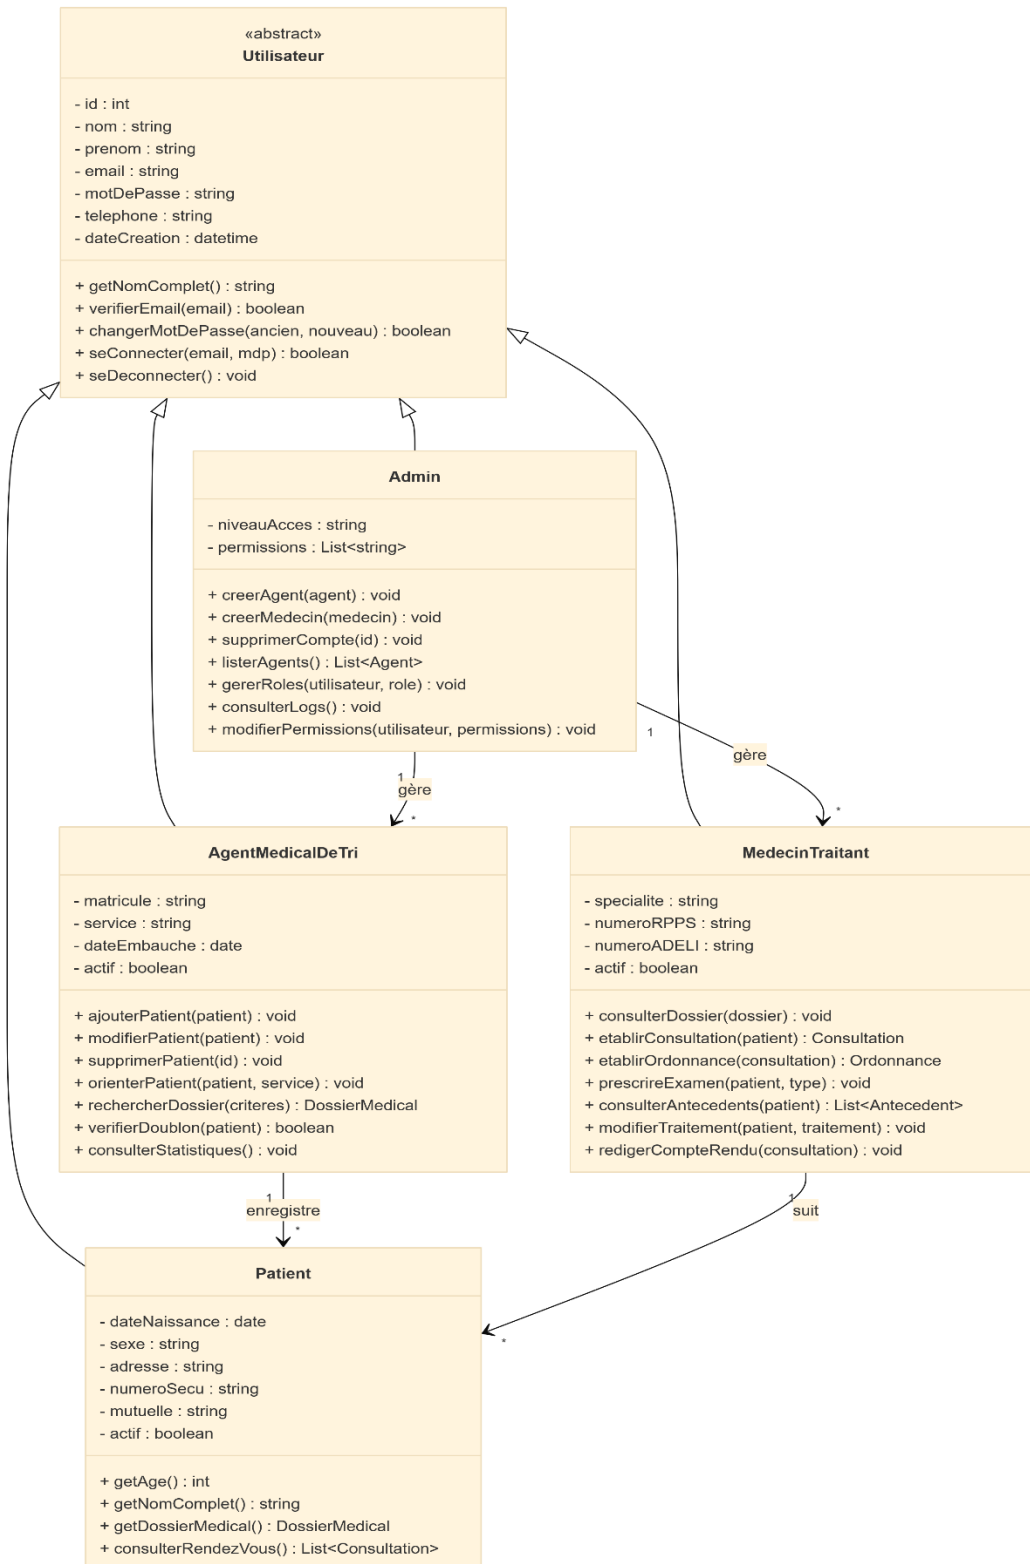 «abstract»
Utilisateur
- id : int
- nom : string
- prenom : string
- email : string
- motDePasse : string
- telephone : string
- dateCreation : datetime
+ getNomComplet() : string
+ verifierEmail(email) : boolean
+ changerMotDePasse(ancien, nouveau) : boolean
+ seConnecter(email, mdp) : boolean
+ seDeconnecter() : void
Admin
- niveauAcces : string
- permissions : List<string>
+ creerAgent(agent) : void
+ creerMedecin(medecin) : void
+ supprimerCompte(id) : void
+ listerAgents() : List<Agent>
+ gererRoles(utilisateur, role) : void
+ consulterLogs() : void
+ modifierPermissions(utilisateur, permissions) : void
1
gère
*
1
gère
*
AgentMedicalDeTri
- matricule : string
- service : string
- dateEmbauche : date
- actif : boolean
+ ajouterPatient(patient) : void
+ modifierPatient(patient) : void
+ supprimerPatient(id) : void
+ orienterPatient(patient, service) : void
+ rechercherDossier(criteres) : DossierMedical
+ verifierDoublon(patient) : boolean
+ consulterStatistiques() : void
MedecinTraitant
- specialite : string
- numeroRPPS : string
- numeroADELI : string
- actif : boolean
+ consulterDossier(dossier) : void
+ etablirConsultation(patient) : Consultation
+ etablirOrdonnance(consultation) : Ordonnance
+ prescrireExamen(patient, type) : void
+ consulterAntecedents(patient) : List<Antecedent>
+ modifierTraitement(patient, traitement) : void
+ redigerCompteRendu(consultation) : void
1
enregistre
*
1
suit
*
Patient
- dateNaissance : date
- sexe : string
- adresse : string
- numeroSecu : string
- mutuelle : string
- actif : boolean
+ getAge() : int
+ getNomComplet() : string
+ getDossierMedical() : DossierMedical
+ consulterRendezVous() : List<Consultation>